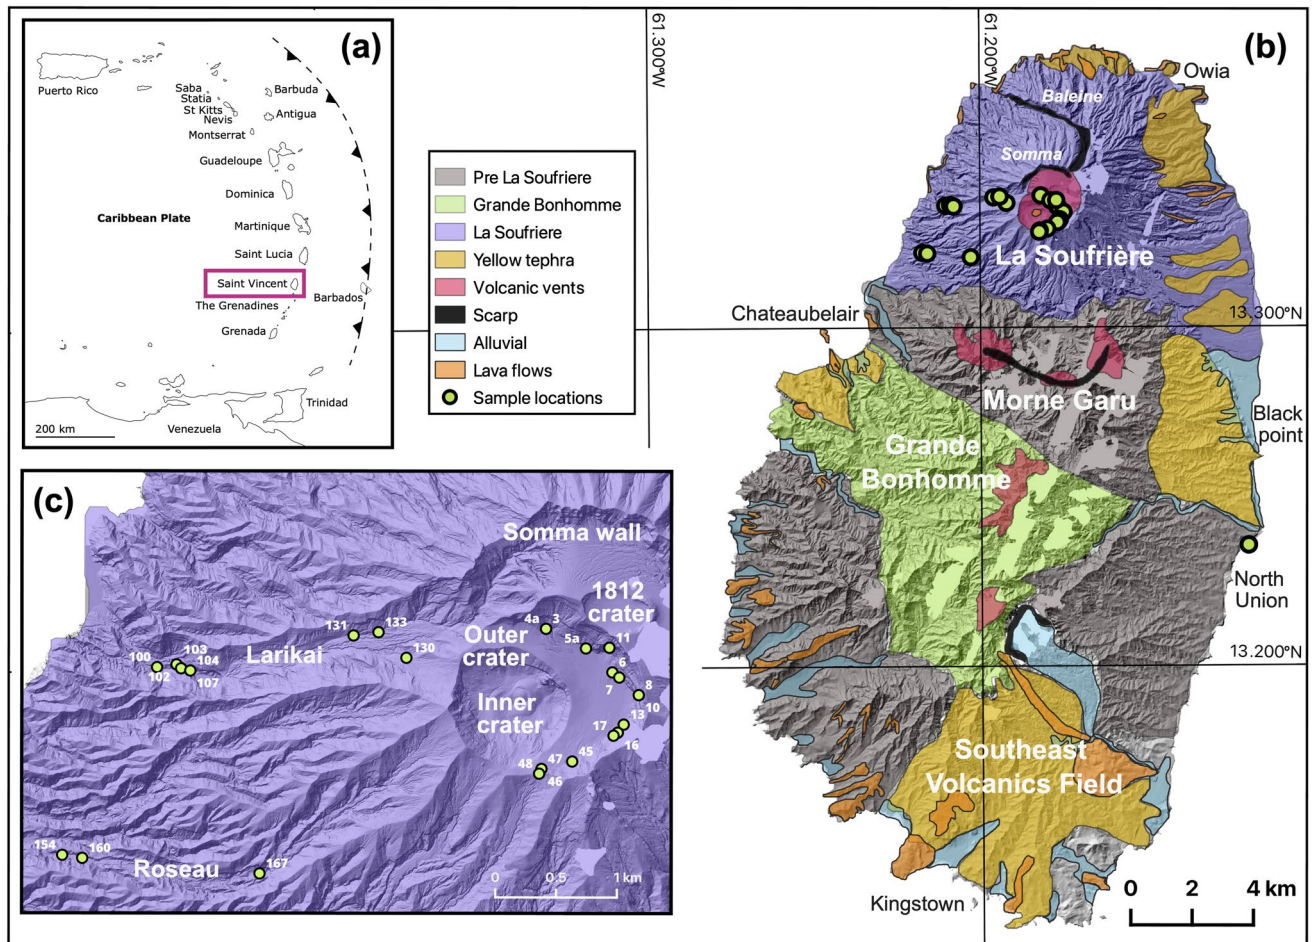 (a)
Puerto Rico
Saba
Statia
St Kitts
Nevis
Montserrat
Barbuda
Antigua
Guadeloupe
Dominica
Caribbean Plate
Martinique
Saint Lucia
Saint Vincent
Barbados
The Grenadines
Grenada
Trinidad
200 km
Venezuela
Pre La Soufriere
Grande Bonhomme
La Soufriere
Yellow tephra
Volcanic vents
Scarp
Alluvial
Lava flows
Sample locations
(b)
61.300°W
61.200°W
Owia
Baleine
Somma
La Soufrière
13.300°N
Chateaubelair
Morne Garu
Black
point
Grande
Bonhomme
North
Union
13.200°N
Southeast
Volcanics Field
Kingstown
0 2 4 km
(c)
Somma wall
1812
crater
4a 3
131 133
Outer
crater
5a 11
103
100
104
102
107
Larikai
130
6
7
8
10
Inner
crater
13
17
16
45
47
48
46
154
160
Roseau
167
0 0.5 1 km